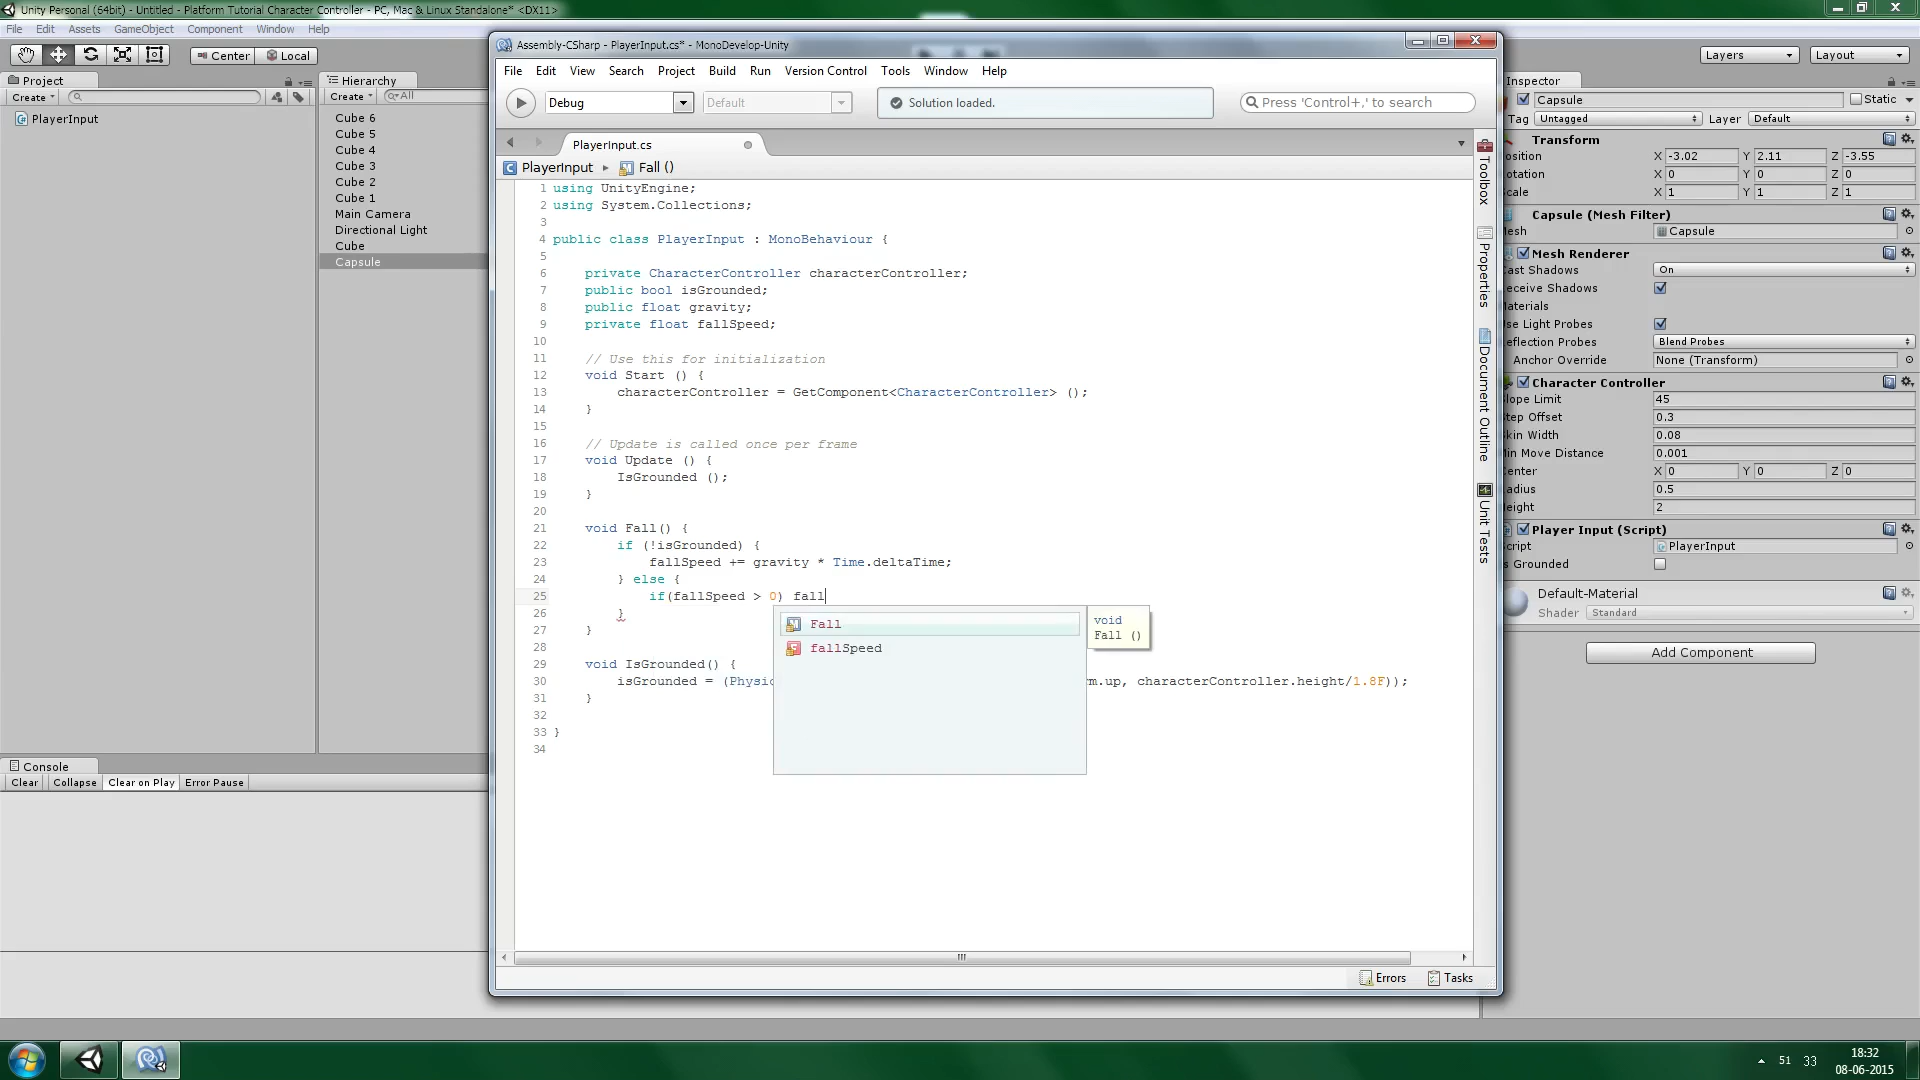 Unity Personal (64bit) - Untitled - Platform Tutorial Character Controller - PC, Mac & Linux Standalone* <DX11>
File Edit Assets GameObject Component Window Help
Center Local
Layers Layout
Project
Create
PlayerInput
Hierarchy
Create All
Cube 6
Cube 5
Cube 4
Cube 3
Cube 2
Cube 1
Main Camera
Directional Light
Cube
Capsule
Console
Clear Collapse Clear on Play Error Pause
Assembly-CSharp - PlayerInput.cs* - MonoDevelop-Unity
File Edit View Search Project Build Run Version Control Tools Window Help
Debug Default Solution loaded. Press 'Control+,' to search
PlayerInput.cs
PlayerInput Fall ()
1 using UnityEngine;
2 using System.Collections;
3
4 public class PlayerInput : MonoBehaviour {
5
6 private CharacterController characterController;
7 public bool isGrounded;
8 public float gravity;
9 private float fallSpeed;
10
11 // Use this for initialization
12 void Start () {
13 characterController = GetComponent<CharacterController> ();
14 }
15
16 // Update is called once per frame
17 void Update () {
18 IsGrounded ();
19 }
20
21 void Fall() {
22 if (!isGrounded) {
23 fallSpeed += gravity * Time.deltaTime;
24 } else {
25 if(fallSpeed > 0) fall
26 }
27 }
28
29 void IsGrounded() {
30 isGrounded = (Physic m.up, characterController.height/1.8F));
31 }
32
33 }
34
Fall
fallSpeed
void
Fall ()
Toolbox
Properties
Document Outline
Unit Tests
Errors Tasks
Inspector
Capsule Static
Tag Untagged Layer Default
Transform
osition X -3.02 Y 2.11 Z -3.55
otation X 0 Y 0 Z 0
cale X 1 Y 1 Z 1
Capsule (Mesh Filter)
esh Capsule
Mesh Renderer
ast Shadows On
eceive Shadows
aterials
se Light Probes
eflection Probes Blend Probes
Anchor Override None (Transform)
Character Controller
lope Limit 45
tep Offset 0.3
kin Width 0.08
in Move Distance 0.001
enter X 0 Y 0 Z 0
adius 0.5
eight 2
Player Input (Script)
cript PlayerInput
s Grounded
Default-Material
Shader Standard
Add Component
51 33
18:32
08-06-2015